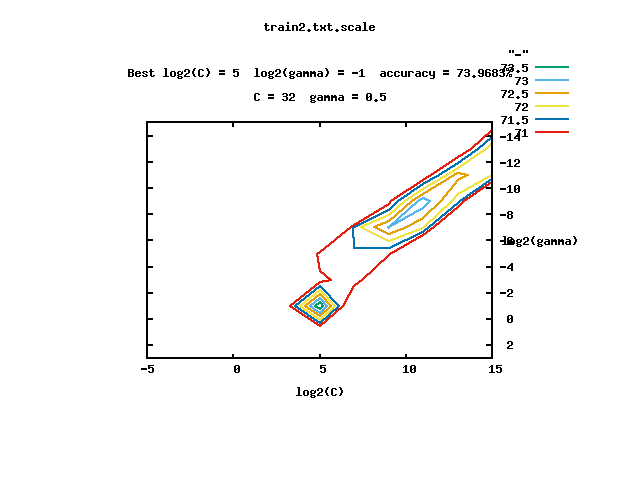 train2.txt.scale
"-"
Best log2(C) = 5 log2(gamma) = -1 accuracy = 73.9683%
73.5
73
72.5
C = 32 gamma = 0.5
72
71.5
71
-14
-12
-10
-8
-6
log2(gamma)
-4
-2
0
2
-5 0 5 10 15
log2(C)